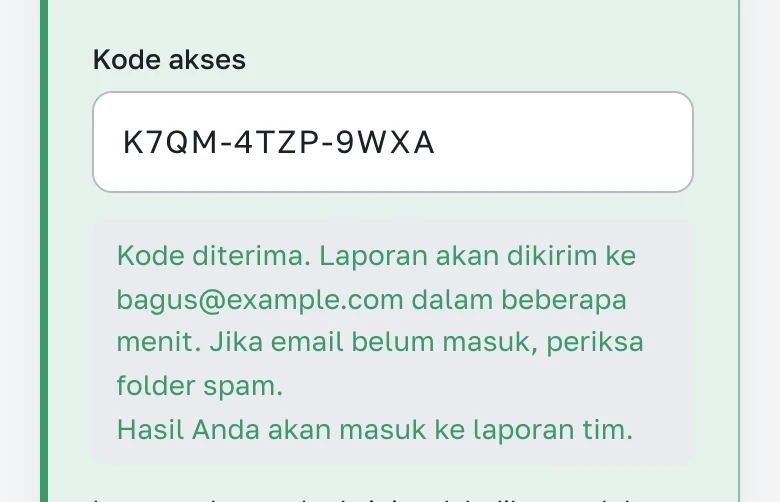 Kode akses
K7QM-4TZP-9WXA
Kode diterima. Laporan akan dikirim ke
bagus@example.com dalam beberapa
menit. Jika email belum masuk, periksa
folder spam.
Hasil Anda akan masuk ke laporan tim.